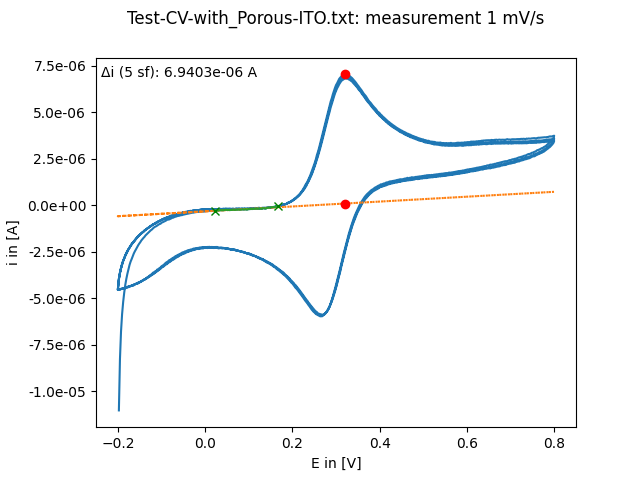 Test-CV-with_Porous-ITO.txt: measurement 1 mV/s
Δi (5 sf): 6.9403e-06 A
7.5e-06
5.0e-06
2.5e-06
0.0e+00
-2.5e-06
-5.0e-06
-7.5e-06
-1.0e-05
i in [A]
−0.2
0.0
0.2
0.4
0.6
0.8
E in [V]